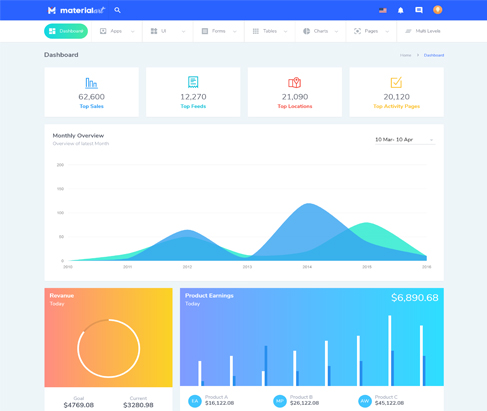 materialart
Dashboard Apps UI Forms Tables Charts Pages Multi Levels
Dashboard
Home > Dashboard
62,600
Top Sales
12,270
Top Feeds
21,090
Top Locations
20,120
Top Activity Pages
Monthly Overview
Overview of latest Month
10 Mar- 10 Apr
200
150
100
50
0
2010 2011 2012 2013 2014 2015 2016
Revenue
Today
Goal
$4769.08
Current
$3280.98
Product Earnings
Today
$6,890.68
EA
Product A
$16,122.08
MP
Product B
$26,122.08
AW
Product C
$45,122.08